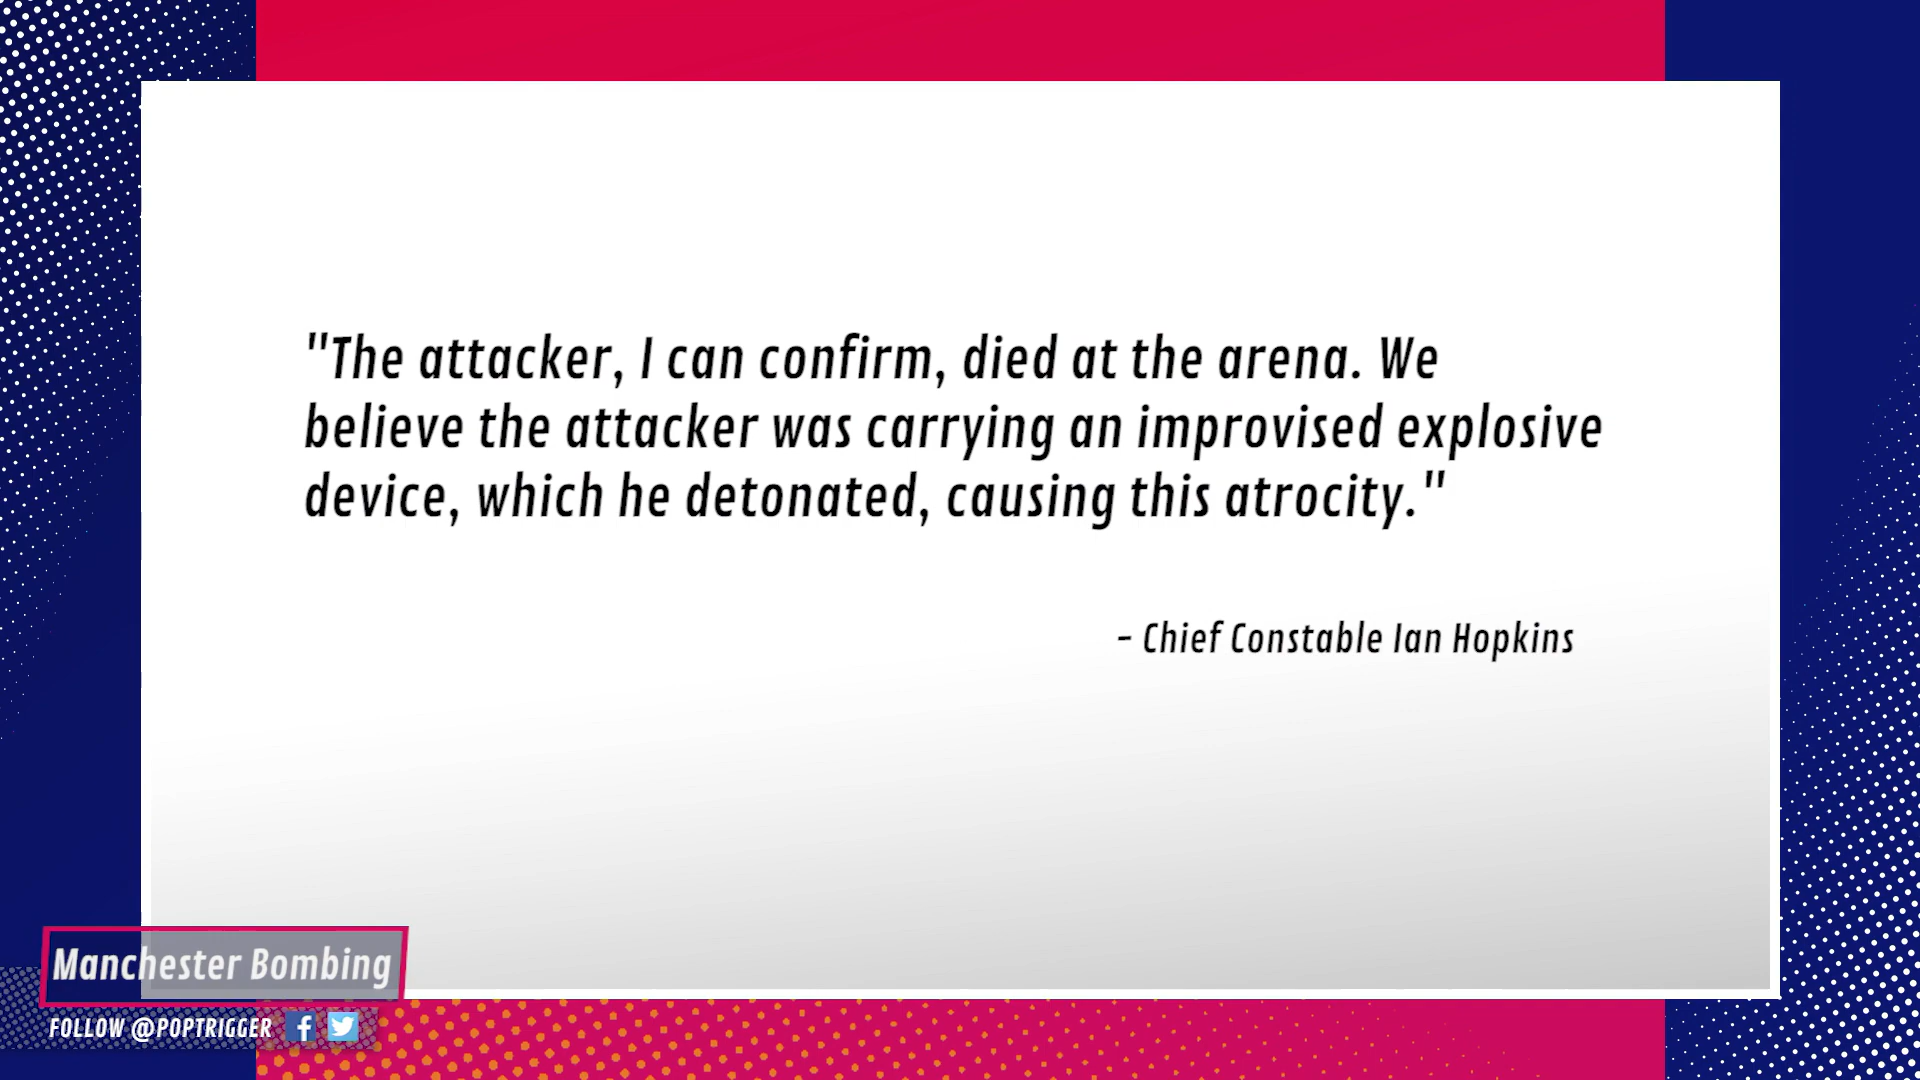 "The attacker, I can confirm, died at the arena. We
believe the attacker was carrying an improvised explosive
device, which he detonated, causing this atrocity."
- Chief Constable Ian Hopkins
Manchester Bombing
FOLLOW @POPTRIGGER